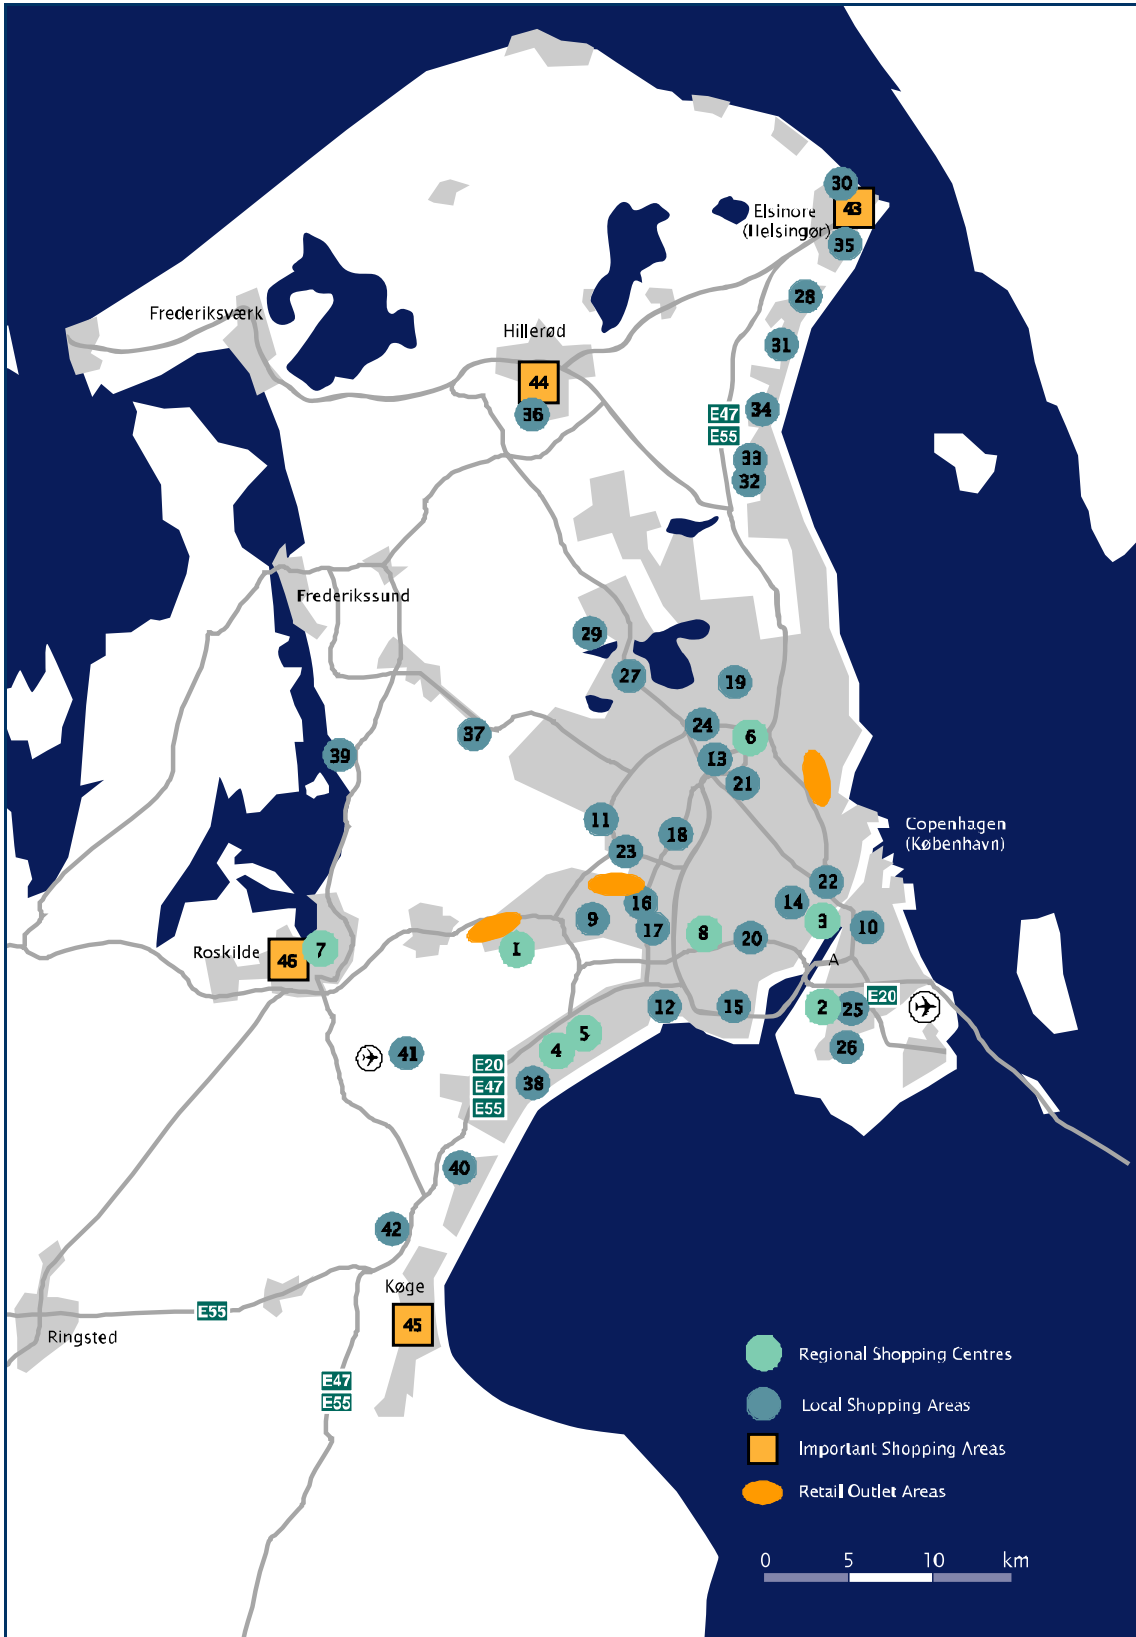 30
Elsinore
(Helsingør)
43
35
28
Frederiksværk
Hillerød
31
44
36
E47
34
E55
33
32
Frederikssund
29
27
19
24
37
6
39
13
21
11
18
Copenhagen
(København)
23
22
16
14
9
17
8
20
3
10
Roskilde
46
7
1
A
12
15
2
25
E20
5
4
41
26
E20
38
E47
E55
40
42
Køge
E55
45
Ringsted
E47
E55
Regional Shopping Centres
Local Shopping Areas
Important Shopping Areas
Retail Outlet Areas
0 5 10 km